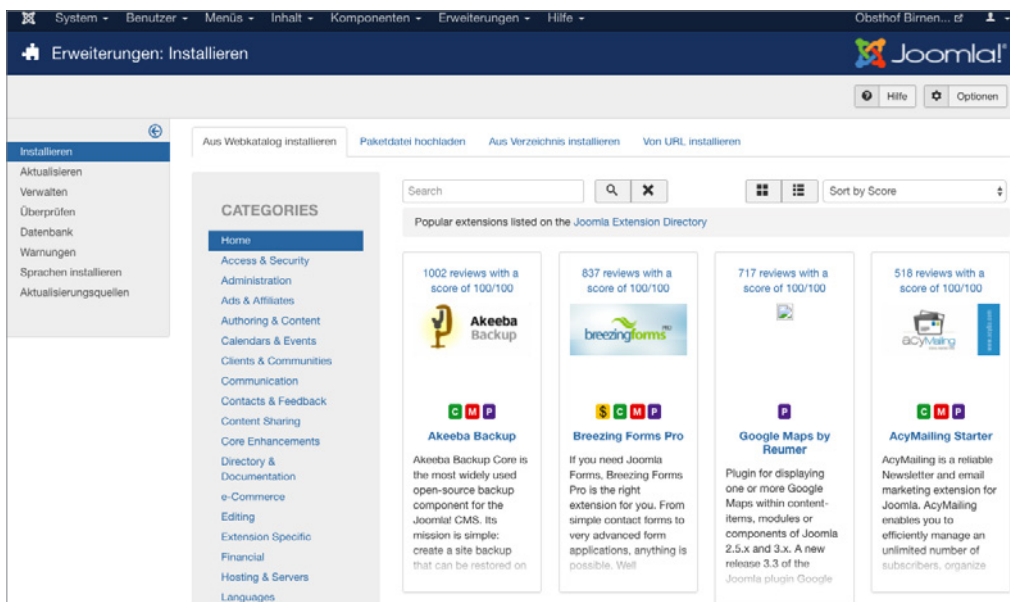 System Benutzer Menüs Inhalt Komponenten Erweiterungen Hilfe Obsthof Birnen...
Erweiterungen: Installieren Joomla!
Hilfe Optionen
Installieren
Aktualisieren
Verwalten
Überprüfen
Datenbank
Warnungen
Sprachen installieren
Aktualisierungsquellen
Aus Webkatalog installieren Paketdatei hochladen Aus Verzeichnis installieren Von URL installieren
CATEGORIES
Home
Access & Security
Administration
Ads & Affiliates
Authoring & Content
Calendars & Events
Clients & Communities
Communication
Contacts & Feedback
Content Sharing
Core Enhancements
Directory &
Documentation
e-Commerce
Editing
Extension Specific
Financial
Hosting & Servers
Languages
Search Sort by Score
Popular extensions listed on the Joomla Extension Directory
1002 reviews with a
score of 100/100
Akeeba
Backup
C M P
Akeeba Backup
Akeeba Backup Core is
the most widely used
open-source backup
component for the
Joomla! CMS. Its
mission is simple:
create a site backup
that can be restored on
837 reviews with a
score of 100/100
breezingforms PRO
$ C M P
Breezing Forms Pro
If you need Joomla
Forms, Breezing Forms
Pro is the right
extension for you. From
simple contact forms to
very advanced form
applications, anything is
possible. Well
717 reviews with a
score of 100/100
P
Google Maps by
Reumer
Plugin for displaying
one or more Google
Maps within content-
items, modules or
components of Joomla
2.5.x and 3.x. A new
release 3.3 of the
Joomla plugin Google
518 reviews with a
score of 100/100
acyMailing
C M P
AcyMailing Starter
AcyMailing is a reliable
Newsletter and email
marketing extension for
Joomla. AcyMailing
enables you to
efficiently manage an
unlimited number of
subscribers, organize